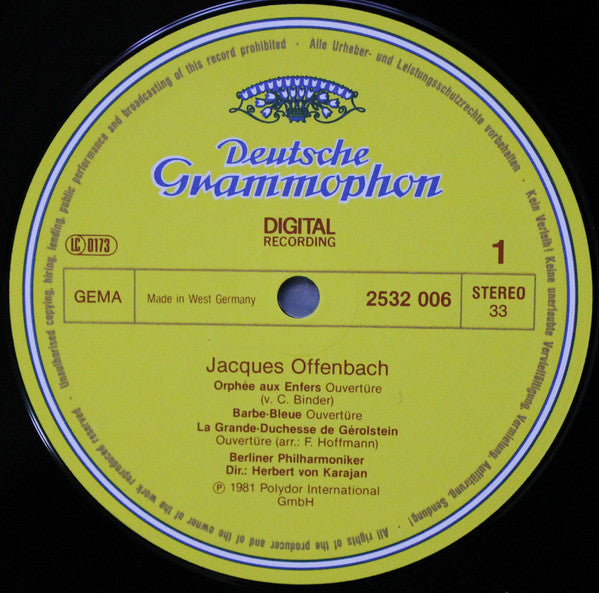 Deutsche
Grammophon
DIGITAL
RECORDING
LC 0173
1
GEMA
Made in West Germany
2532 006
STEREO
33
Jacques Offenbach
Orphée aux Enfers Ouvertüre
(v. C. Binder)
Barbe-Bleue Ouvertüre
La Grande-Duchesse de Gérolstein
Ouvertüre (arr.: F. Hoffmann)
Berliner Philharmoniker
Dir.: Herbert von Karajan
Ⓟ 1981 Polydor International
GmbH
Alle Urheber- und Leistungsschutzrechte vorbehalten · Kein Verleih! Keine unerlaubte Vervielfältigung, Vermietung, Aufführung, Sendung! · All rights of the producer and of the owner of the work reproduced reserved · Unauthorised copying, hiring, lending, public performance and broadcasting of this record prohibited ·